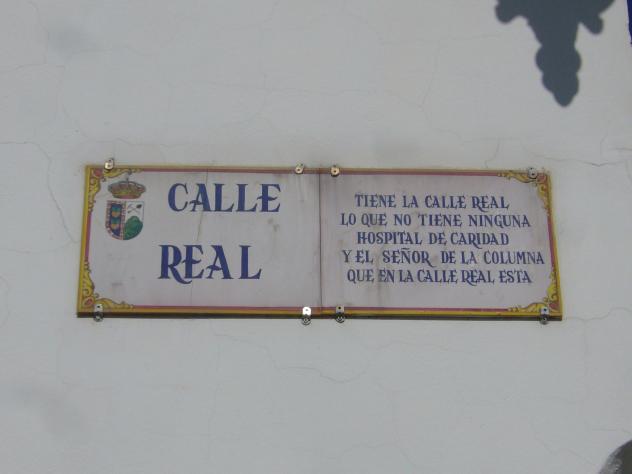 CALLE
REAL
TIENE LA CALLE REAL
LO QUE NO TIENE NINGUNA
HOSPITAL DE CARIDAD
Y EL SEÑOR DE LA COLUMNA
QUE EN LA CALLE REAL ESTA